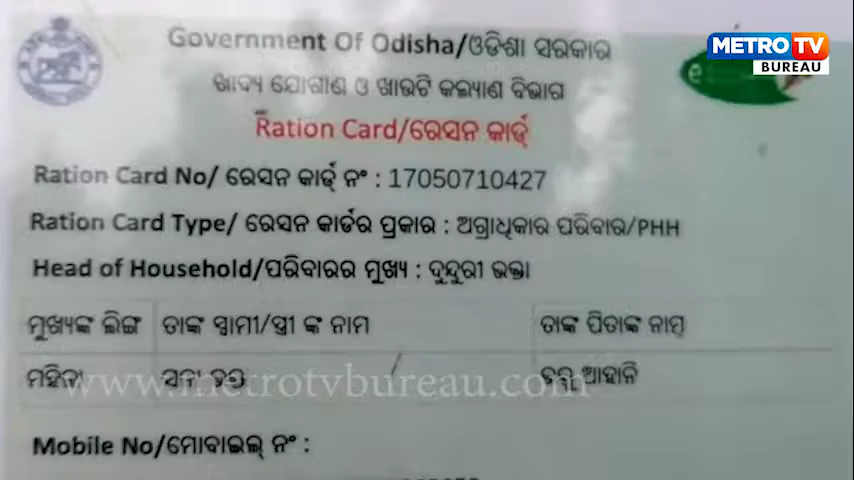 METRO TV
BUREAU
Government Of Odisha/ଓଡିଶା ସରକାର
ଖାଦ୍ୟ ଯୋଗାଣ ଓ ଖାଉଟି କଲ୍ୟାଣ ବିଭାଗ
Ration Card/ରେସନ କାର୍ଡ୍
Ration Card No/ ରେସନ କାର୍ଡ୍ ନଂ : 17050710427
Ration Card Type/ ରେସନ କାର୍ଡର ପ୍ରକାର : ଅଗ୍ରାଧିକାର ପରିବାର/PHH
Head of Household/ପରିବାରର ମୁଖ୍ୟ : ଦୁନ୍ଦୁରୀ ଭକ୍ତା
ମୁଖ୍ୟଙ୍କ ଲିଙ୍ଗ ତାଙ୍କ ସ୍ଵାମୀ/ସ୍ତ୍ରୀ ଙ୍କ ନାମ ତାଙ୍କ ପିତାଙ୍କ ନାମ
ମହିଳା / ଆହାନି
www.metrotvbureau.com
Mobile No/ମୋବାଇଲ୍ ନଂ :